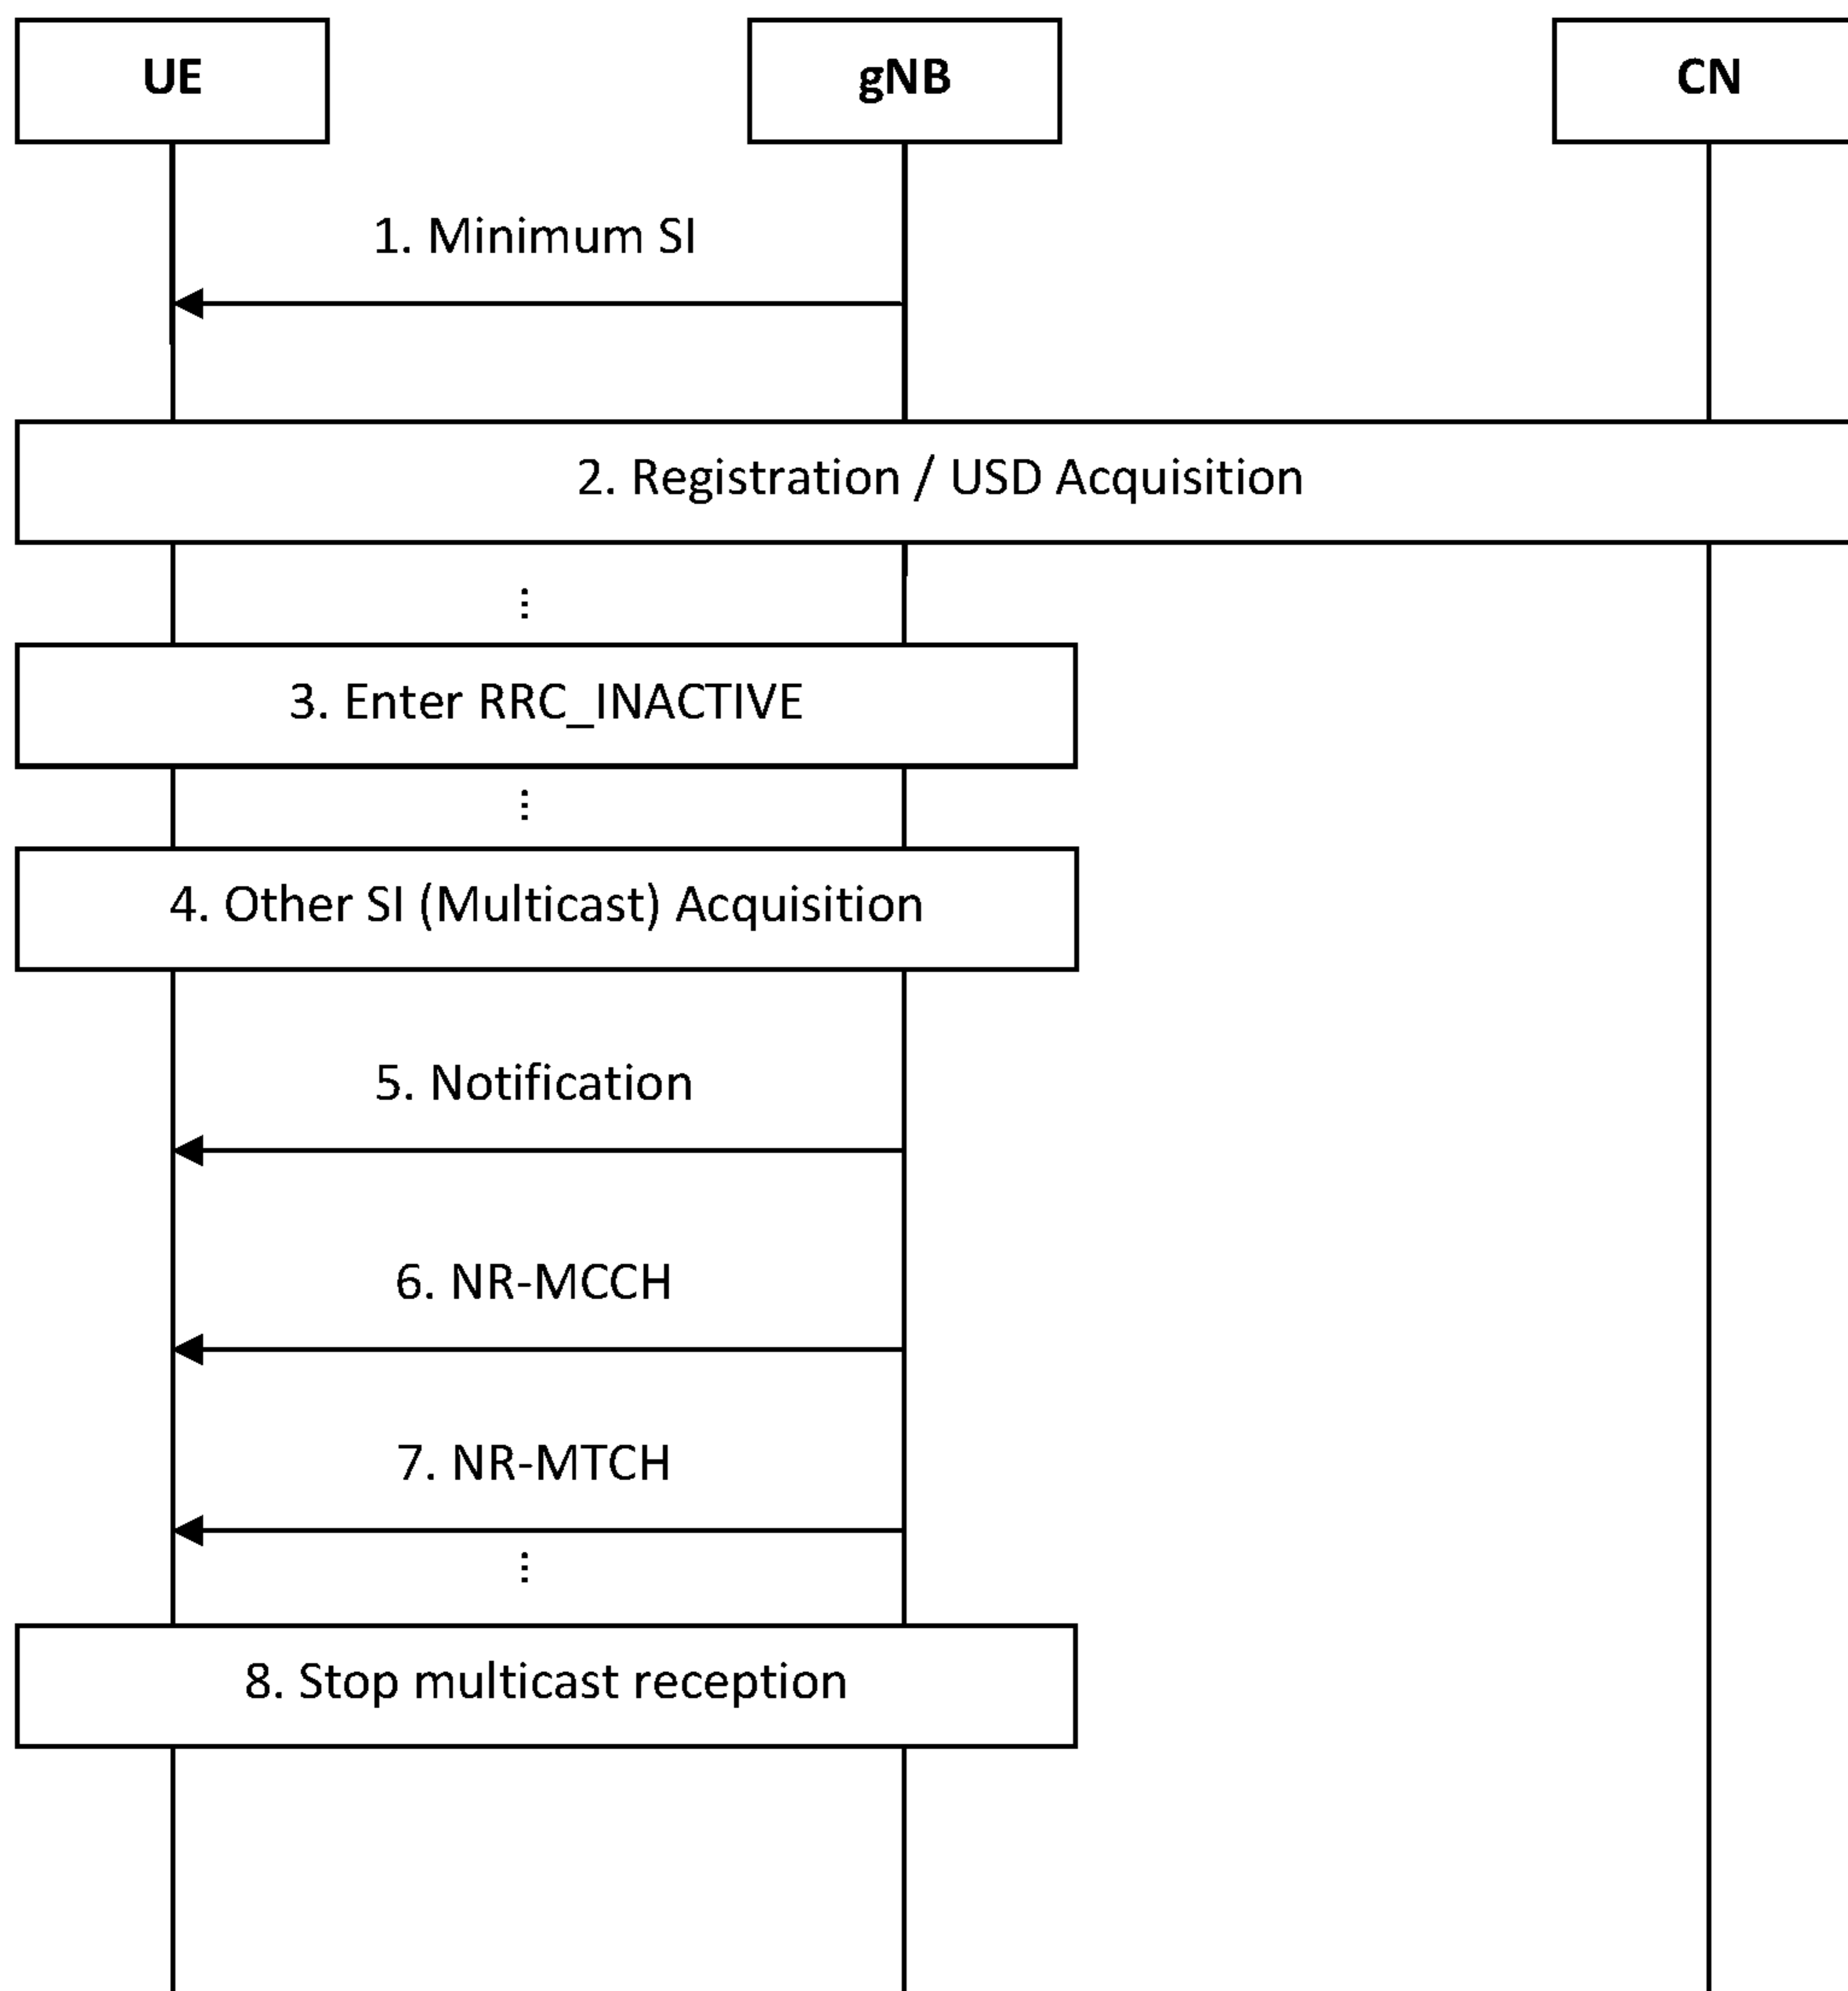 UE
gNB
CN
1. Minimum SI
2. Registration / USD Acquisition
3. Enter RRC_INACTIVE
4. Other SI (Multicast) Acquisition
5. Notification
6. NR-MCCH
7. NR-MTCH
8. Stop multicast reception